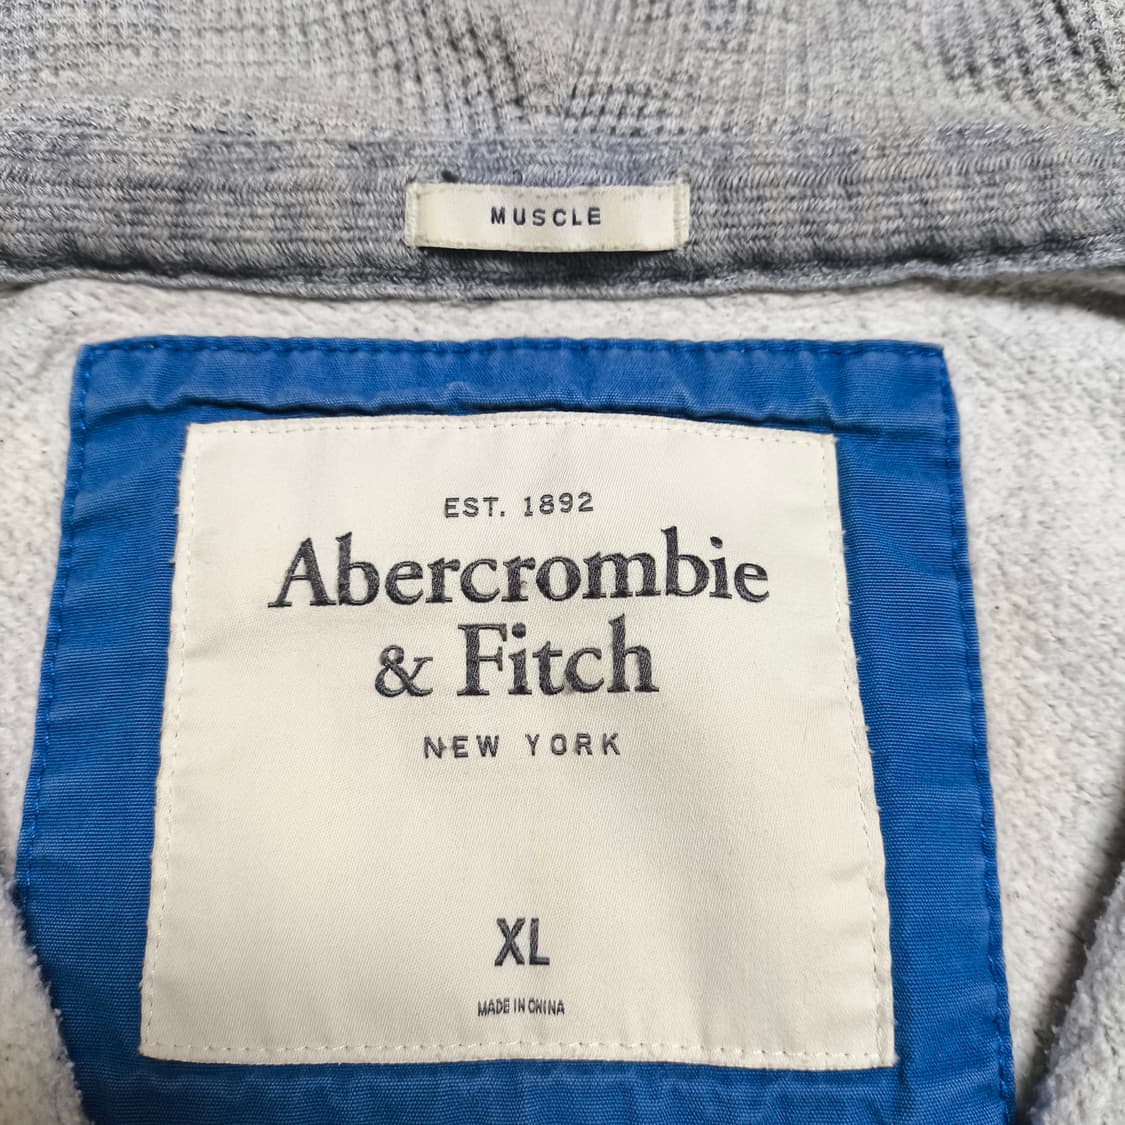 MUSCLE
EST. 1892
Abercrombie
& Fitch
NEW YORK
XL
MADE IN CHINA